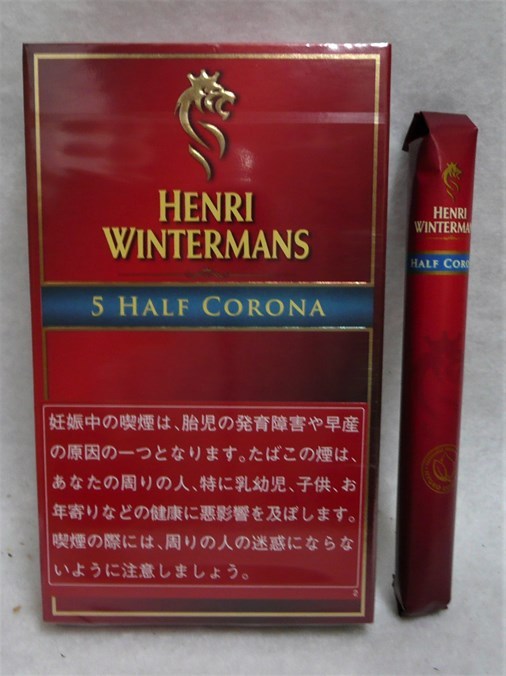 HENRI
WINTERMANS
5 HALF CORONA
妊娠中の喫煙は、胎児の発育障害や早産
の原因の一つとなります。たばこの煙は、
あなたの周りの人、特に乳幼児、子供、お
年寄りなどの健康に悪影響を及ぼします。
喫煙の際には、周りの人の迷惑にならな
いように注意しましょう。
2
HENRI
WINTERMA
HALF CORO